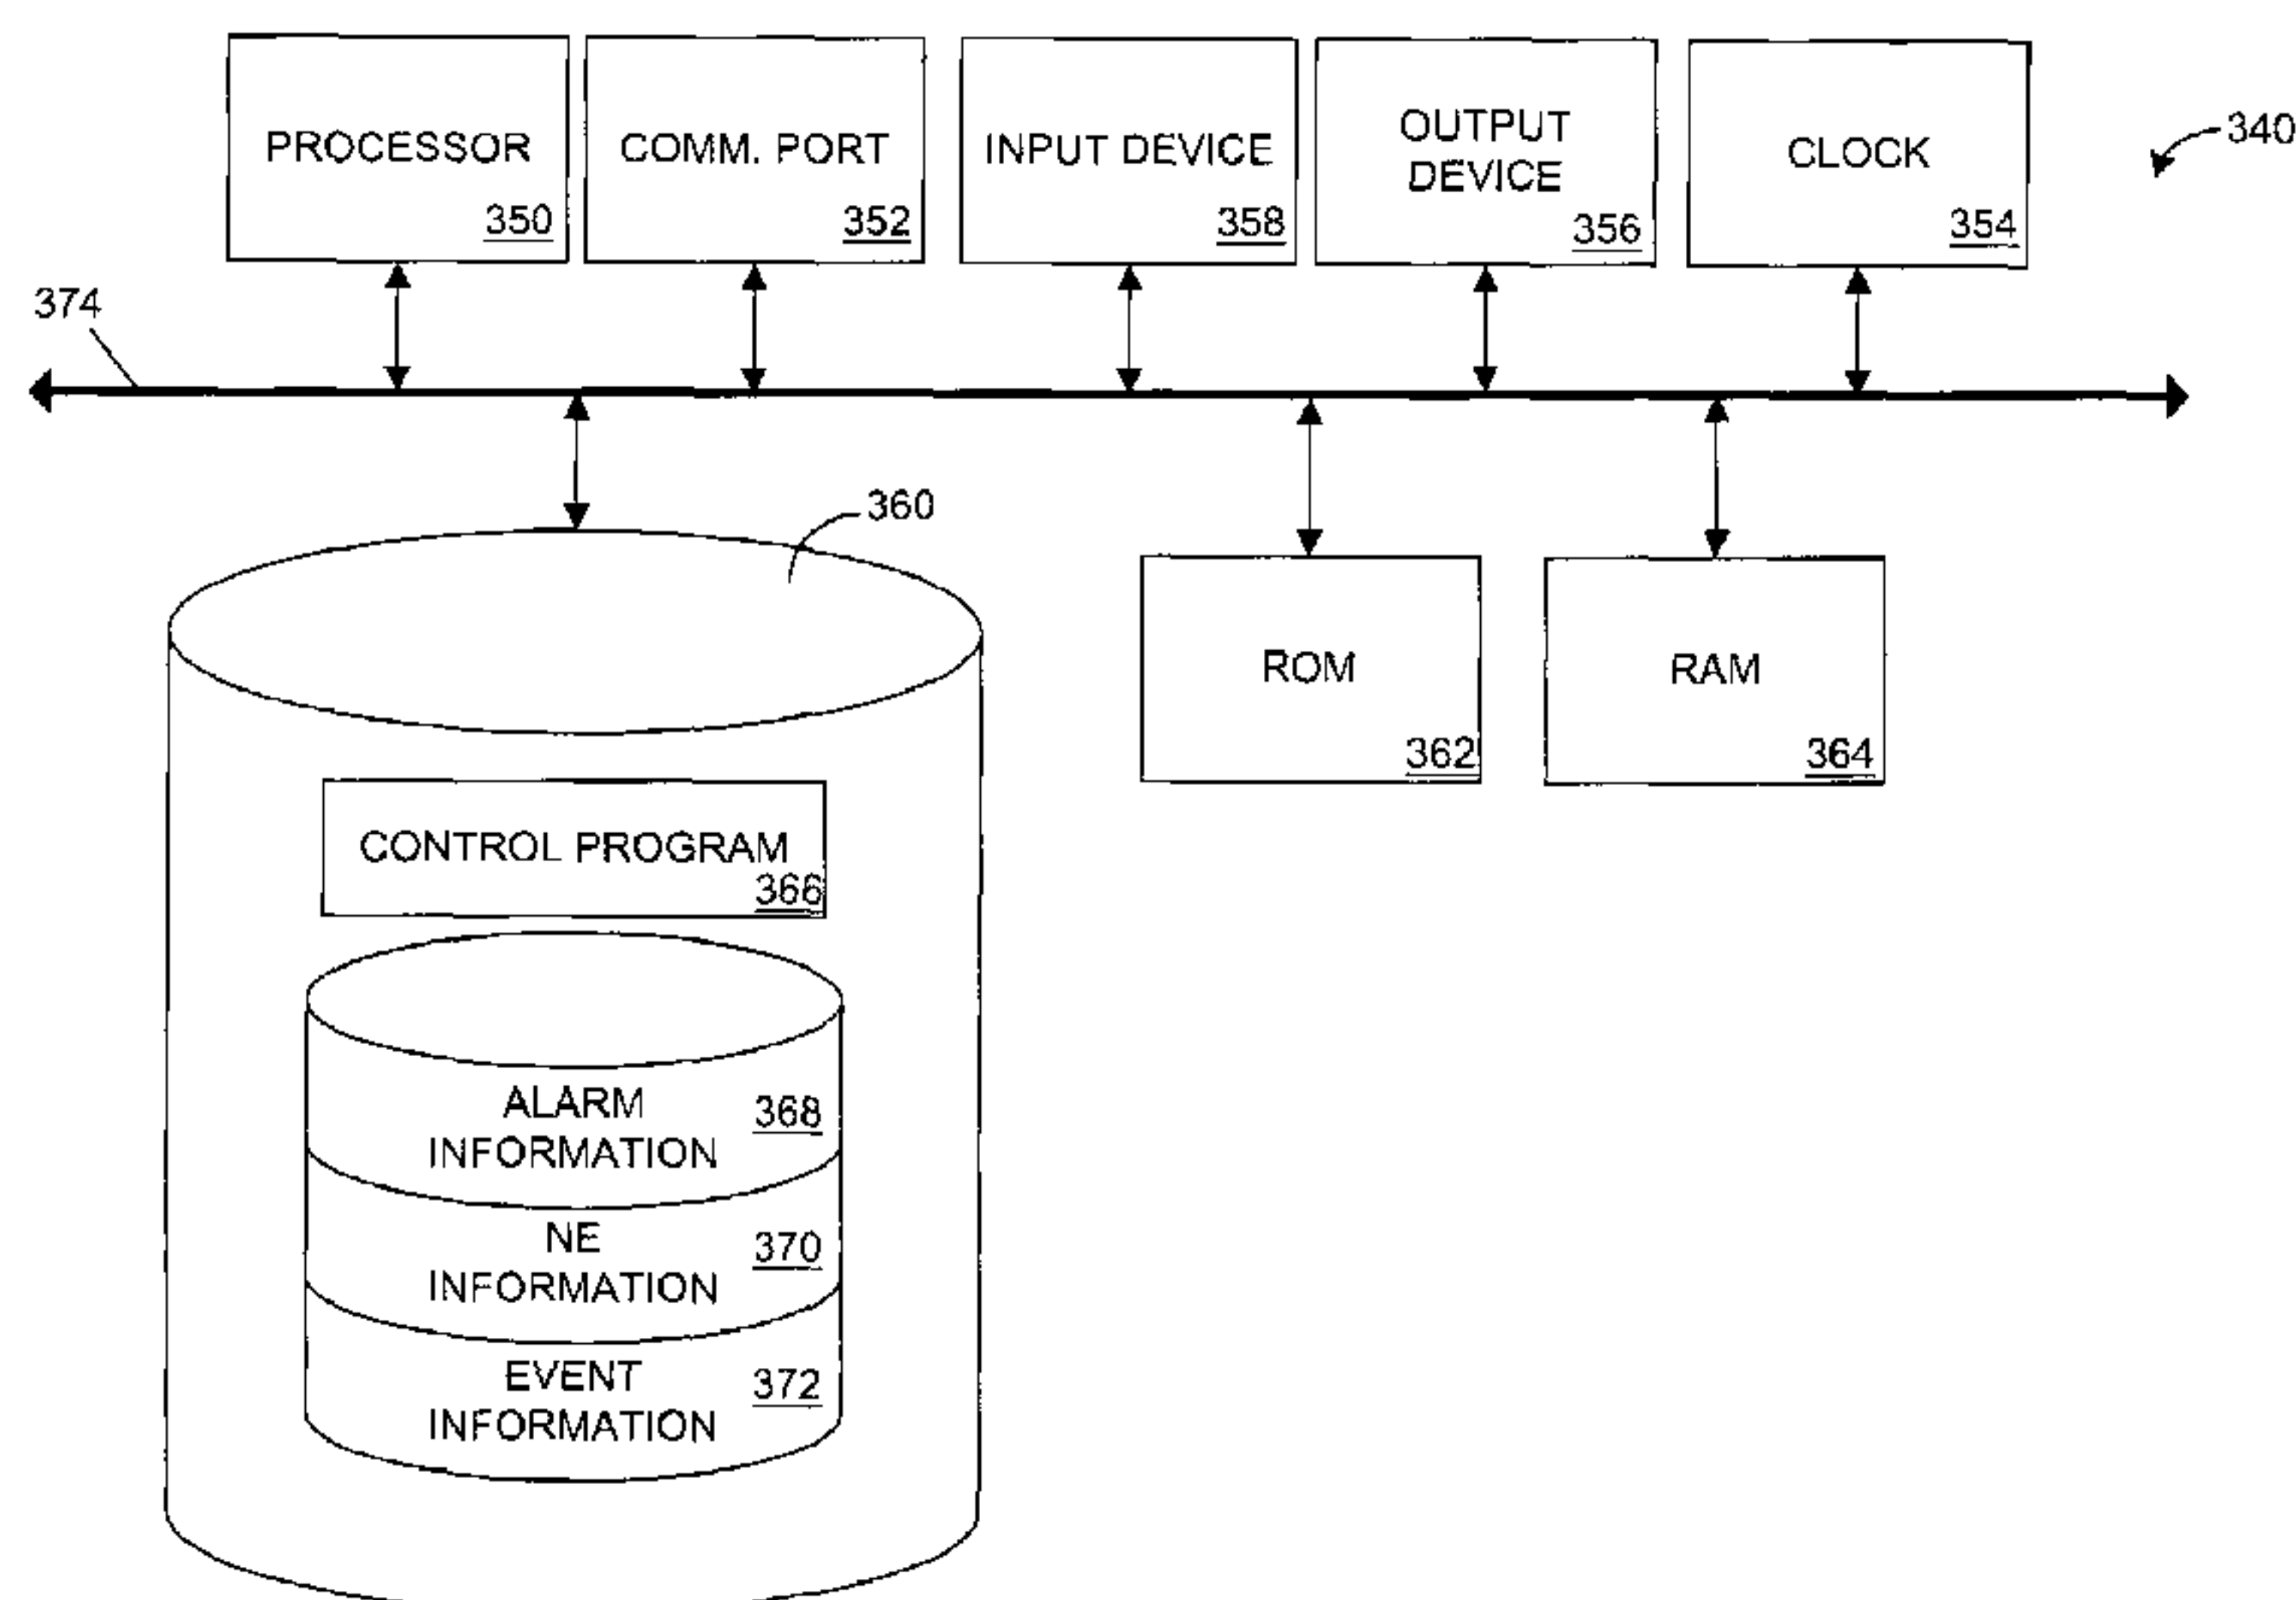 PROCESSOR
350
COMM. PORT
352
INPUT DEVICE
358
OUTPUT
DEVICE
356
CLOCK
354
340
374
360
ROM
362
RAM
364
CONTROL PROGRAM
366
ALARM
INFORMATION
368
NE
INFORMATION
370
EVENT
INFORMATION
372